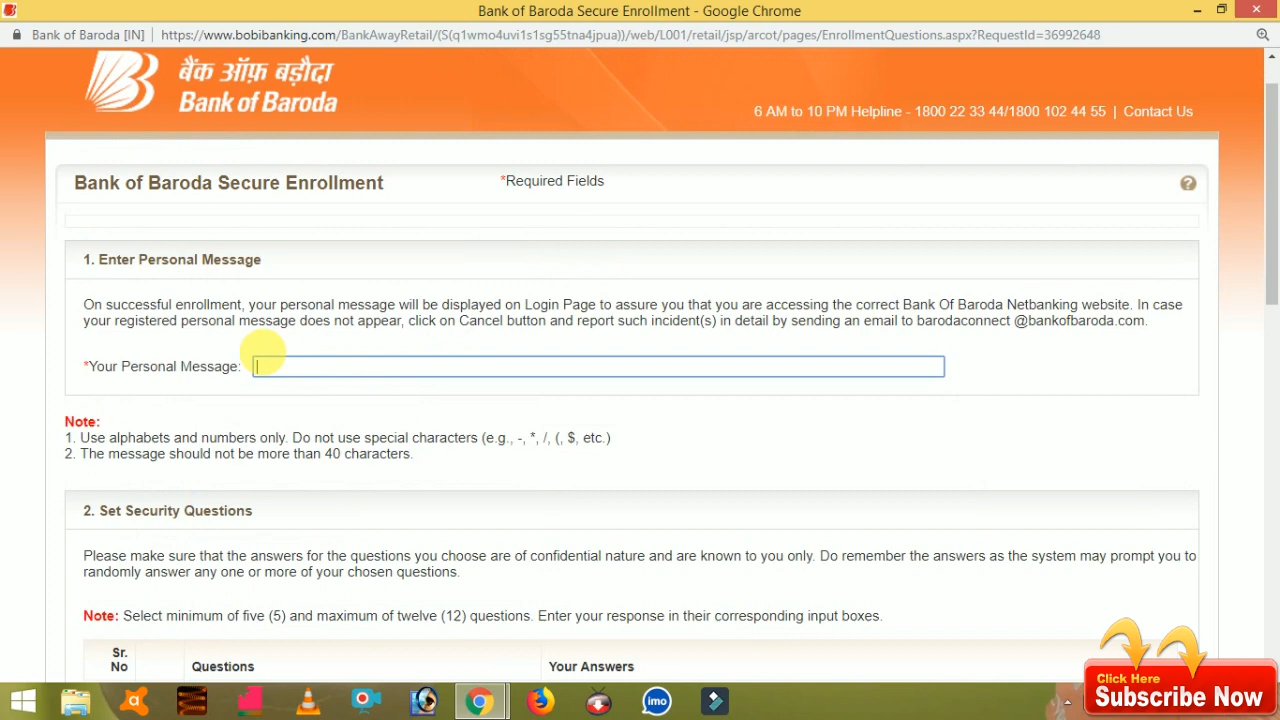 Bank of Baroda Secure Enrollment - Google Chrome
Bank of Baroda [IN] | https://www.bobibanking.com/BankAwayRetail/(S(q1wmo4uvi1s1sg55tna4jpua))/web/L001/retail/jsp/arcot/pages/EnrollmentQuestions.aspx?RequestId=36992648
बैंक ऑफ़ बड़ौदा
Bank of Baroda
6 AM to 10 PM Helpline - 1800 22 33 44/1800 102 44 55 | Contact Us
Bank of Baroda Secure Enrollment
*Required Fields
?
1. Enter Personal Message
On successful enrollment, your personal message will be displayed on Login Page to assure you that you are accessing the correct Bank Of Baroda Netbanking website. In case
your registered personal message does not appear, click on Cancel button and report such incident(s) in detail by sending an email to barodaconnect @bankofbaroda.com.
*Your Personal Message:
Note:
1. Use alphabets and numbers only. Do not use special characters (e.g., -, *, /, (, $, etc.)
2. The message should not be more than 40 characters.
2. Set Security Questions
Please make sure that the answers for the questions you choose are of confidential nature and are known to you only. Do remember the answers as the system may prompt you to
randomly answer any one or more of your chosen questions.
Note: Select minimum of five (5) and maximum of twelve (12) questions. Enter your response in their corresponding input boxes.
Sr.
No
Questions
Your Answers
Click Here
Subscribe Now
imo